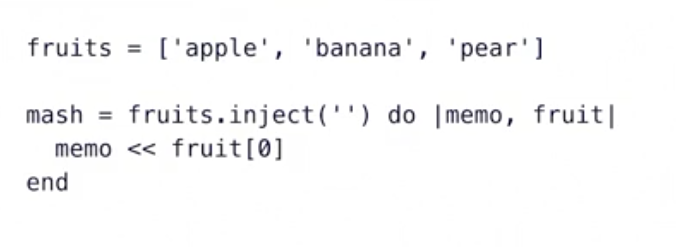 fruits = ['apple', 'banana', 'pear']
mash = fruits.inject('') do |memo, fruit|
  memo << fruit[0]
end